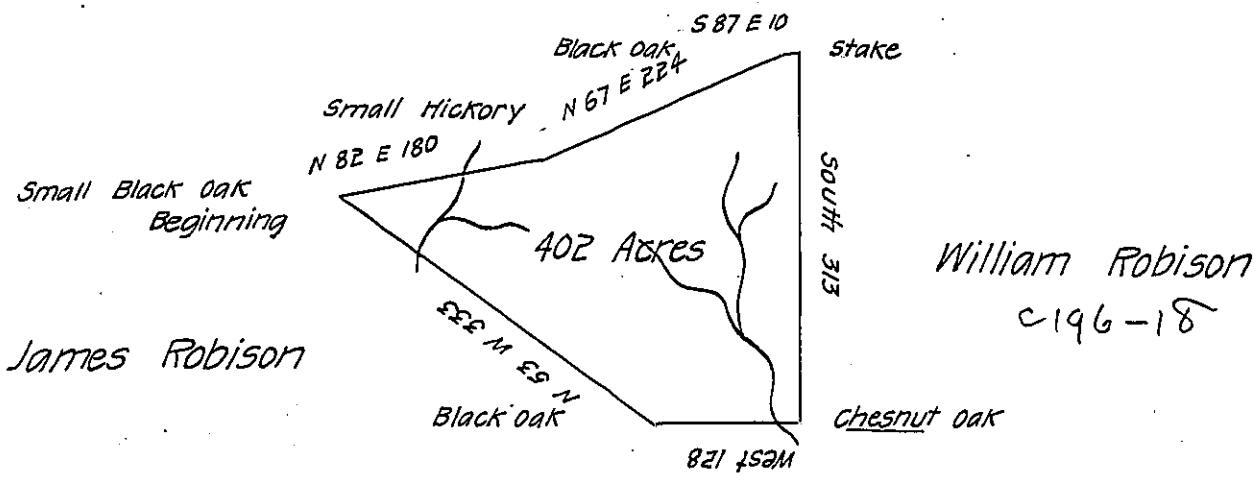 S 87 E 10
Black oak
Stake
N 67 E 224
Small Hickory
N 82 E 180
Small Black oak
Beginning
402 Acres
South 313
William Robison
C196-18
James Robison
N 53 W 333
Black oak
Chesnut oak
West 128